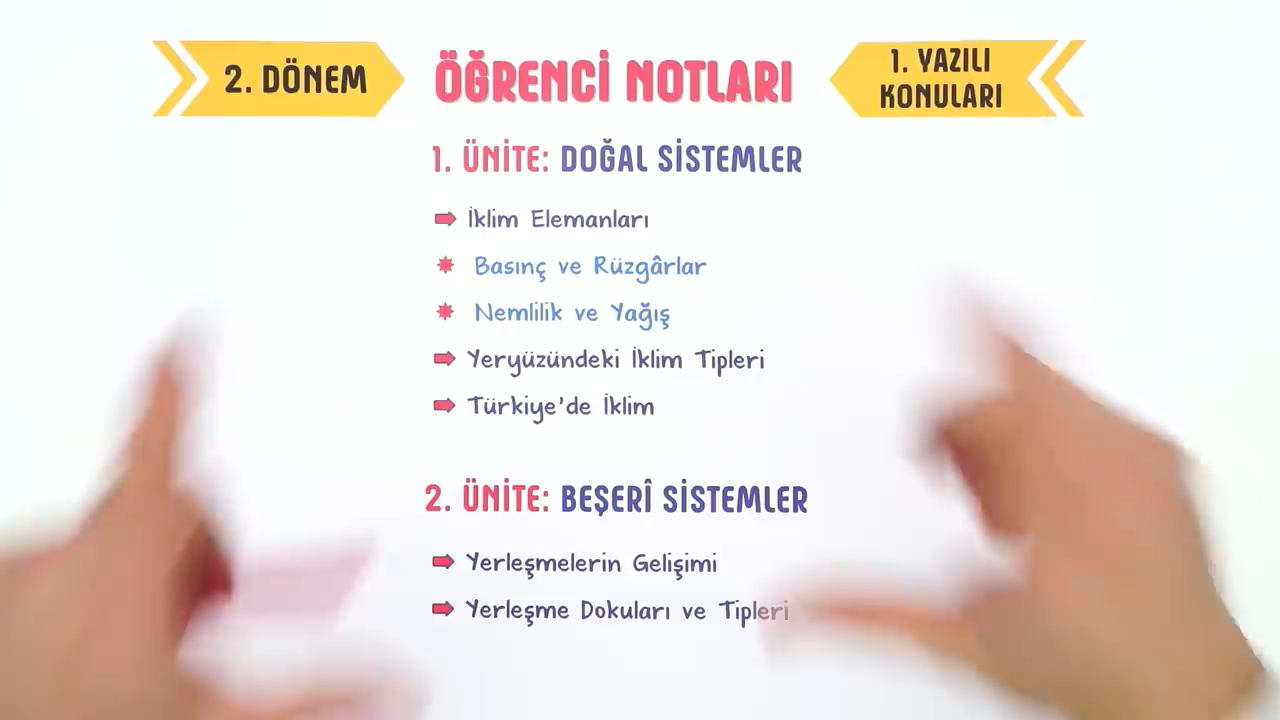 2. DÖNEM
ÖĞRENCİ NOTLARI
1. YAZILI
KONULARI
1. ÜNİTE: DOĞAL SİSTEMLER
İklim Elemanları
Basınç ve Rüzgârlar
Nemlilik ve Yağış
Yeryüzündeki İklim Tipleri
Türkiye'de İklim
2. ÜNİTE: BEŞERÎ SİSTEMLER
Yerleşmelerin Gelişimi
Yerleşme Dokuları ve Tipleri